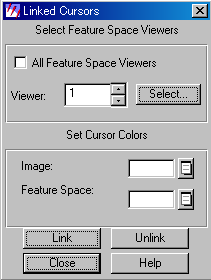 Linked Cursors
Select Feature Space Viewers
All Feature Space Viewers
Viewer: 1 Select...
Set Cursor Colors
Image:
Feature Space:
Link Unlink
Close Help